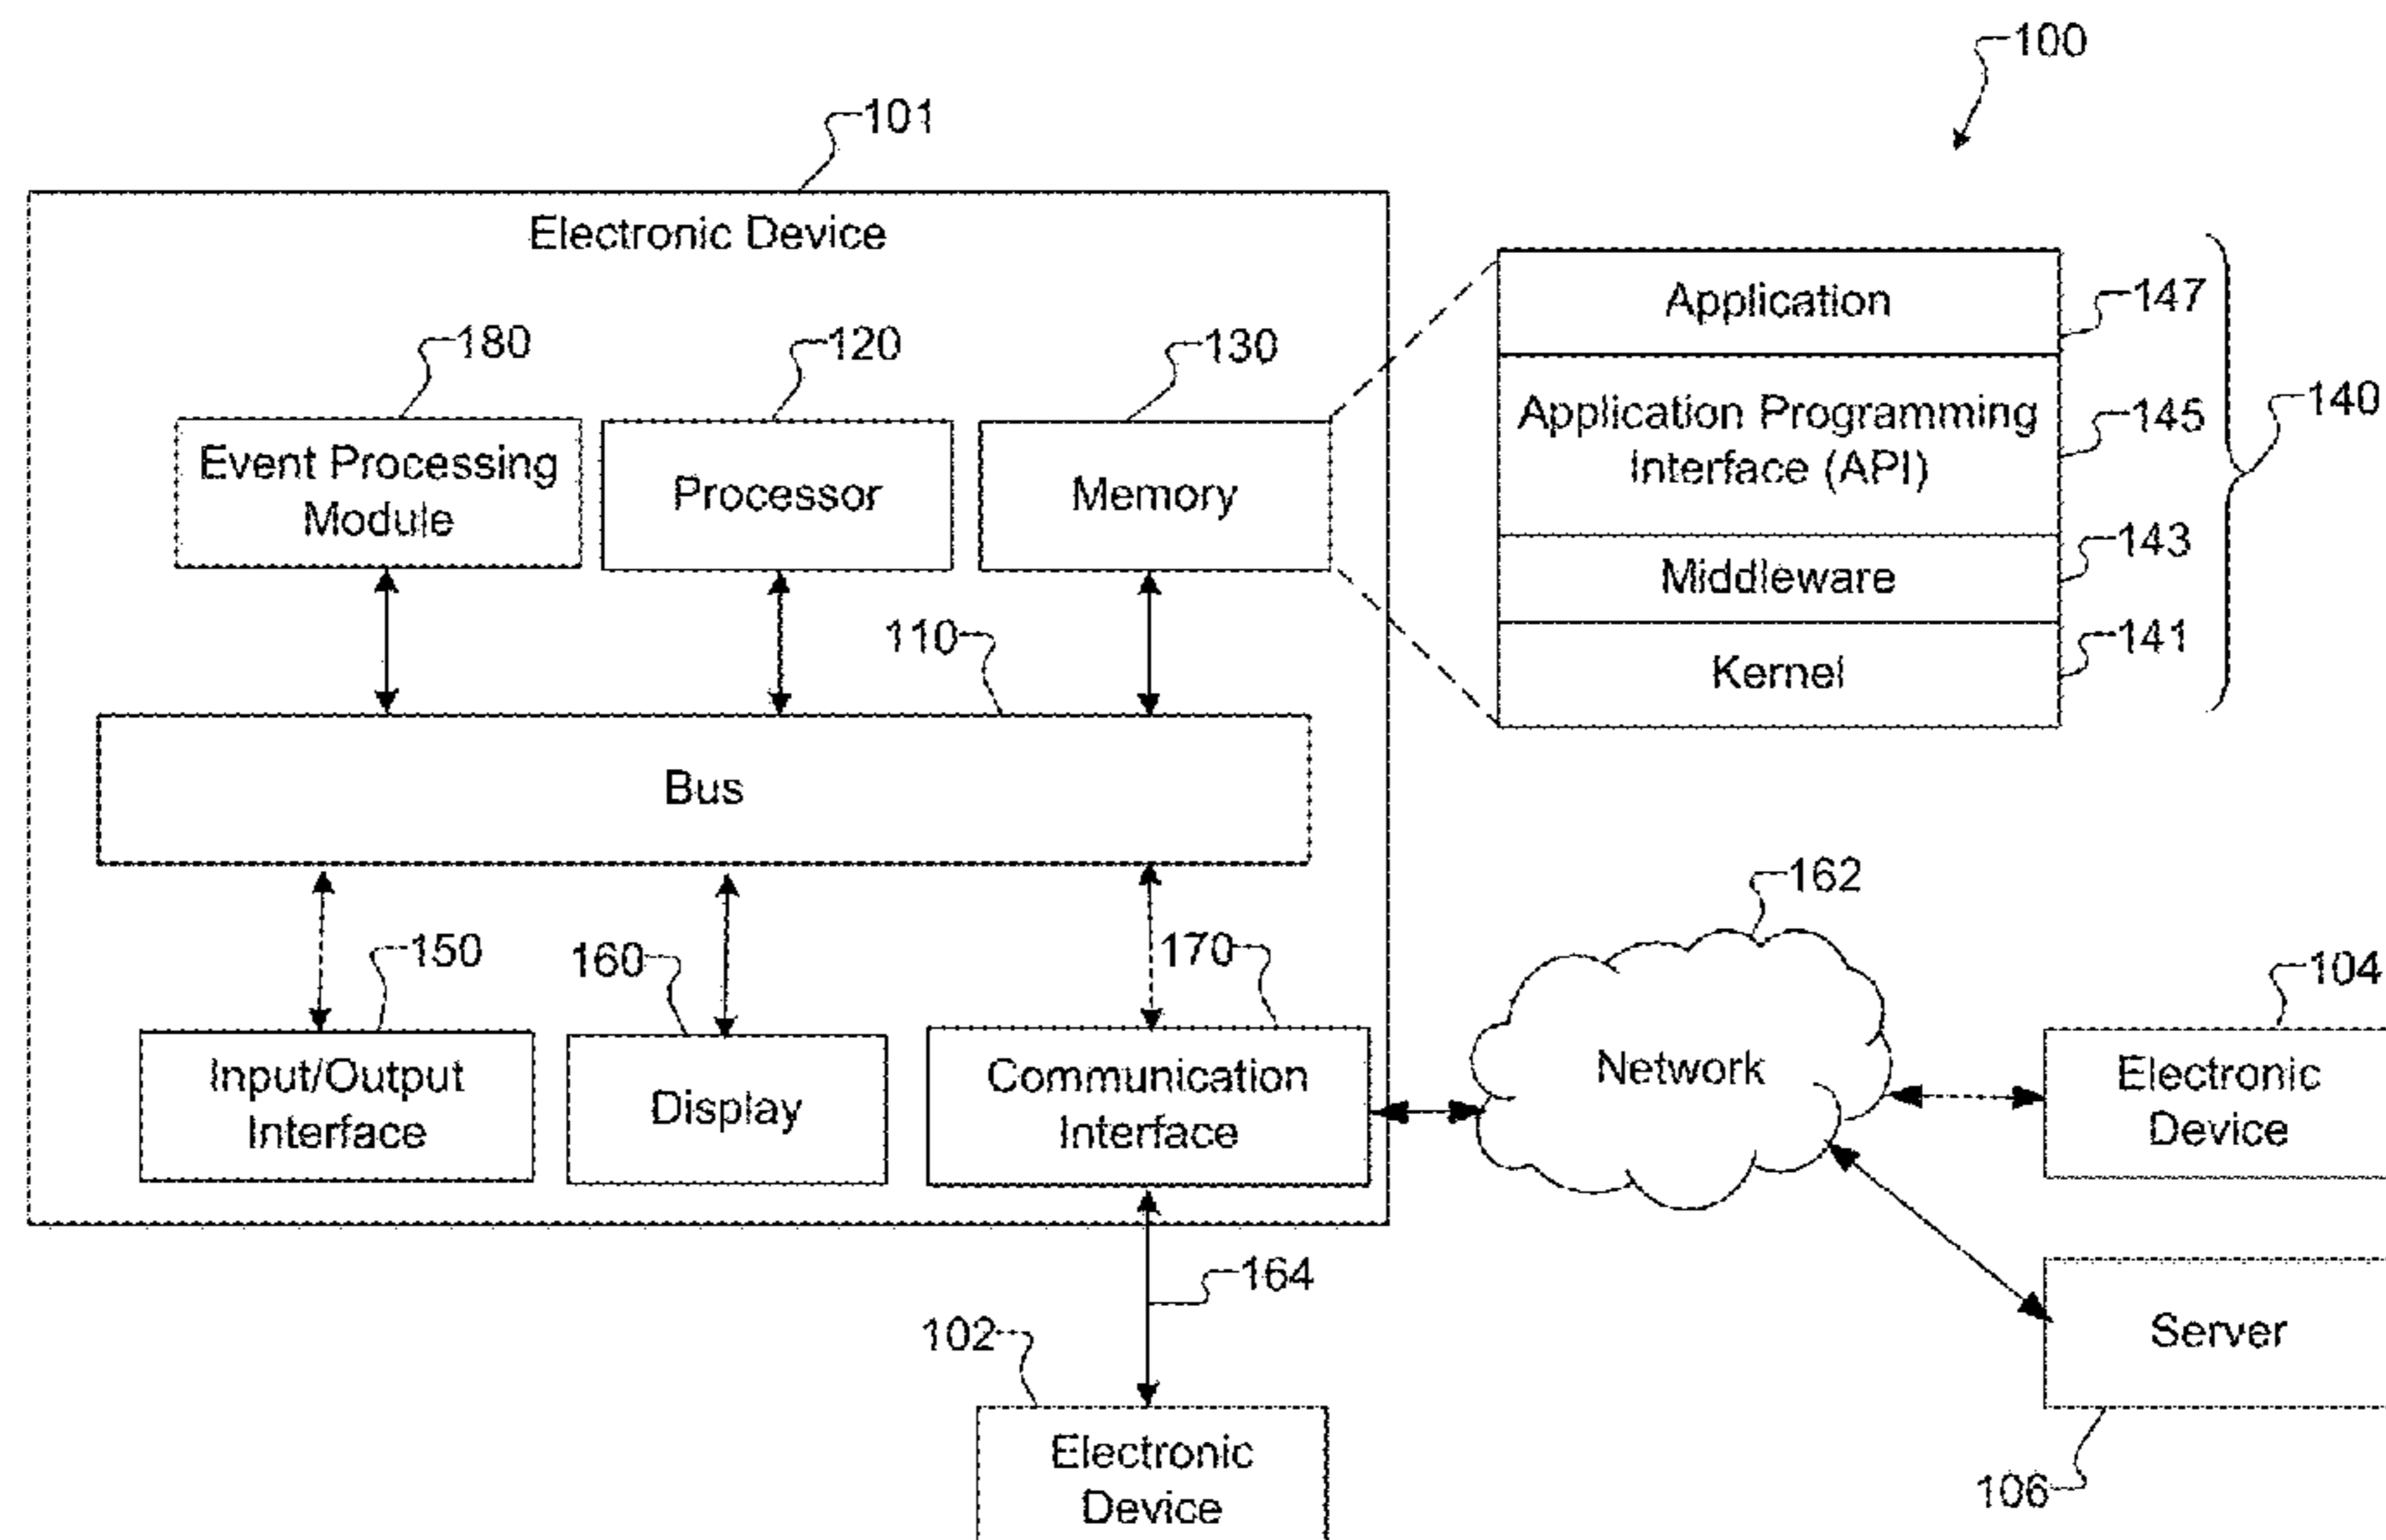 100
101
Electronic Device
180
120
130
Event Processing
Module
Processor
Memory
Application
147
Application Programming
Interface (API)
145
140
Middleware
143
Kernel
141
110
Bus
150
160
170
Input/Output
Interface
Display
Communication
Interface
162
Network
104
Electronic
Device
164
102
Electronic
Device
Server
106